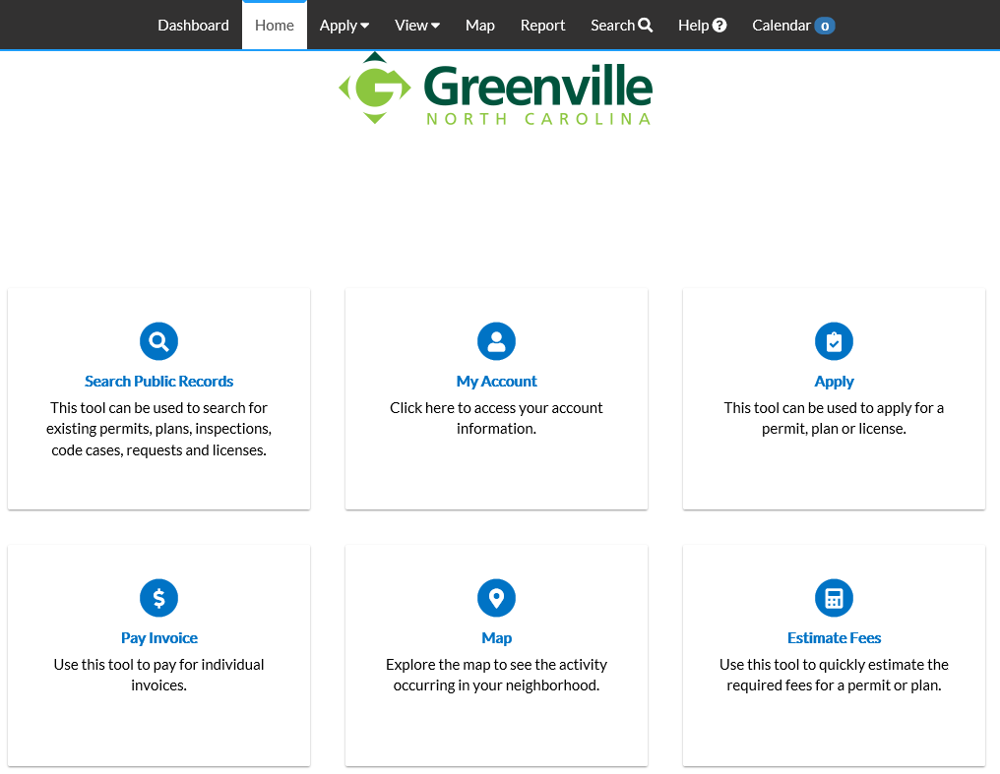 Dashboard Home Apply View Map Report Search Help Calendar 0
Greenville
NORTH CAROLINA
Search Public Records
This tool can be used to search for
existing permits, plans, inspections,
code cases, requests and licenses.
My Account
Click here to access your account
information.
Apply
This tool can be used to apply for a
permit, plan or license.
Pay Invoice
Use this tool to pay for individual
invoices.
Map
Explore the map to see the activity
occurring in your neighborhood.
Estimate Fees
Use this tool to quickly estimate the
required fees for a permit or plan.